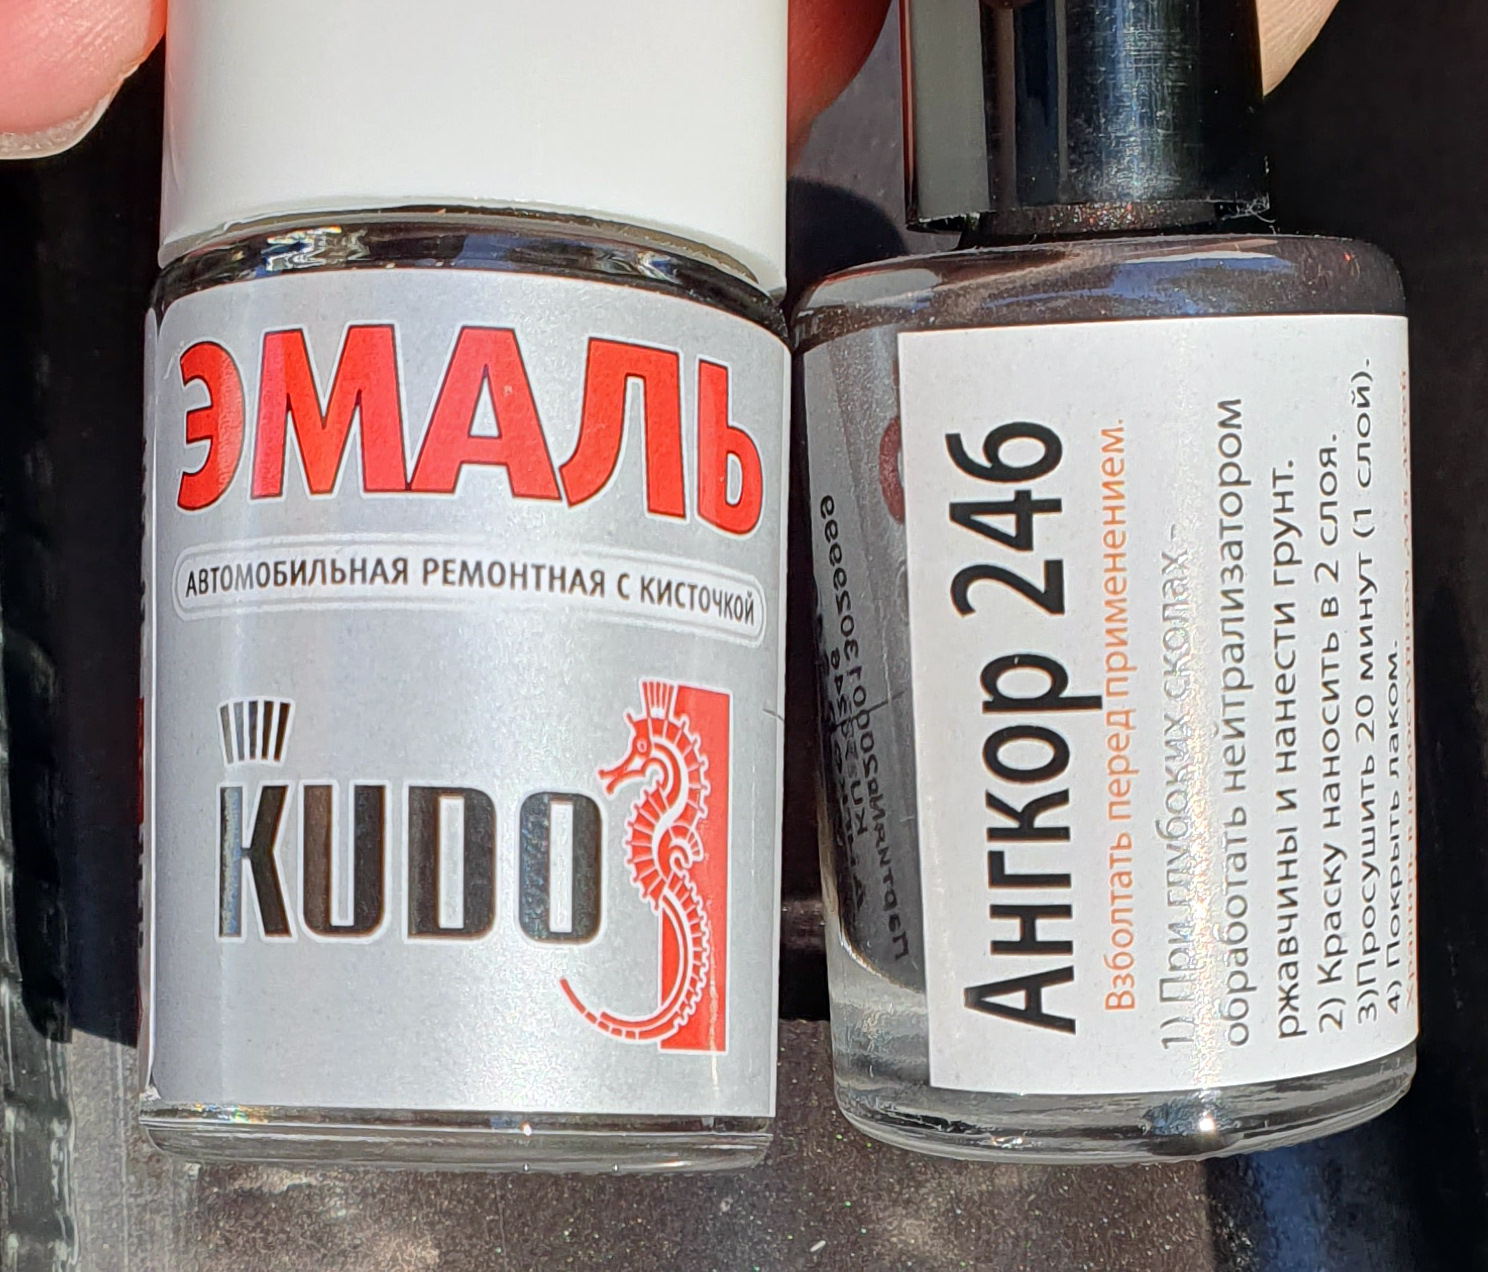 ЭМАЛЬ
АВТОМОБИЛЬНАЯ РЕМОНТНАЯ С КИСТОЧКОЙ
KUDO
Ангкор 246
Взболтать перед применением.
1) При глубоких сколах -
обработать нейтрализатором
ржавчины и нанести грунт.
2) Краску наносить в 2 слоя.
3)Просушить 20 минут (1 слой).
4) Покрыть лаком.